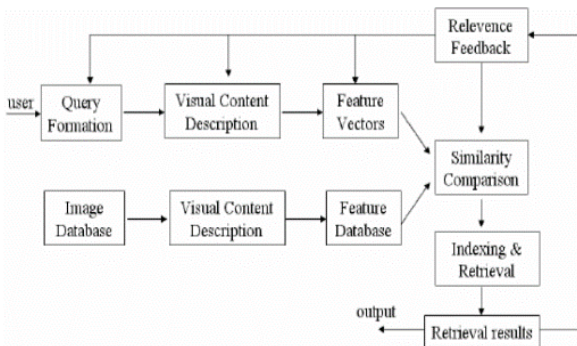 Relevence
Feedback
user
Query
Formation
Visual Content
Description
Feature
Vectors
Similarity
Comparison
Image
Database
Visual Content
Description
Feature
Database
Indexing &
Retrieval
output
Retrieval results